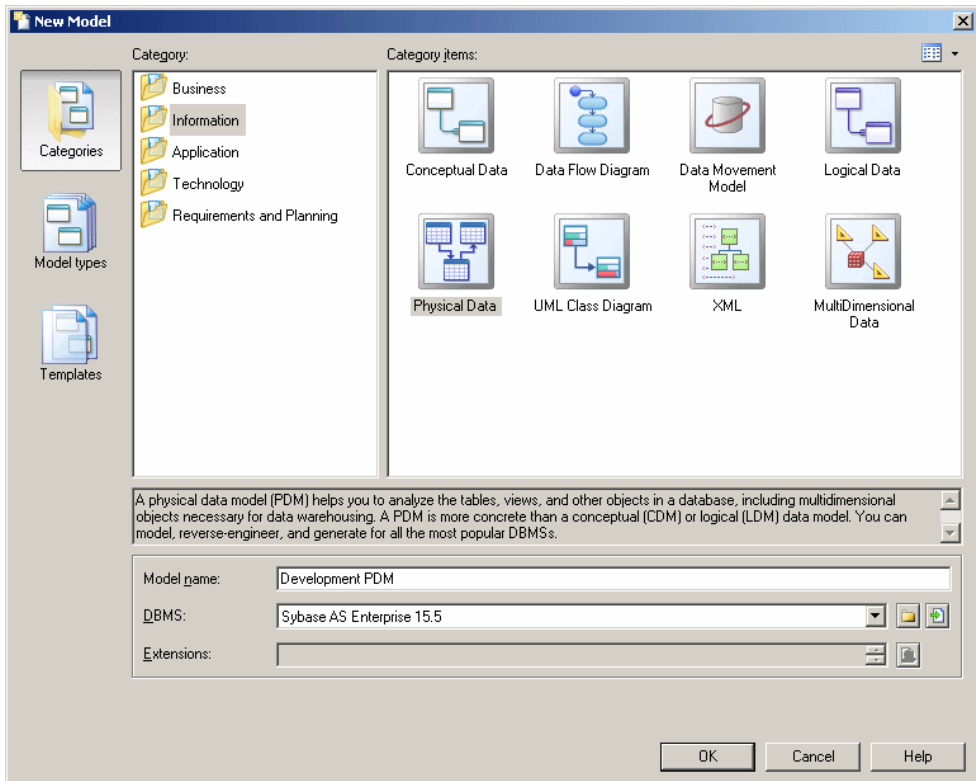 New Model
Category:
Category items:
Categories
Model types
Templates
Business
Information
Application
Technology
Requirements and Planning
Conceptual Data
Data Flow Diagram
Data Movement
Model
Logical Data
Physical Data
UML Class Diagram
XML
MultiDimensional
Data
A physical data model (PDM) helps you to analyze the tables, views, and other objects in a database, including multidimensional
objects necessary for data warehousing. A PDM is more concrete than a conceptual (CDM) or logical (LDM) data model. You can
model, reverse-engineer, and generate for all the most popular DBMSs.
Model name:
Development PDM
DBMS:
Sybase AS Enterprise 15.5
Extensions:
OK
Cancel
Help